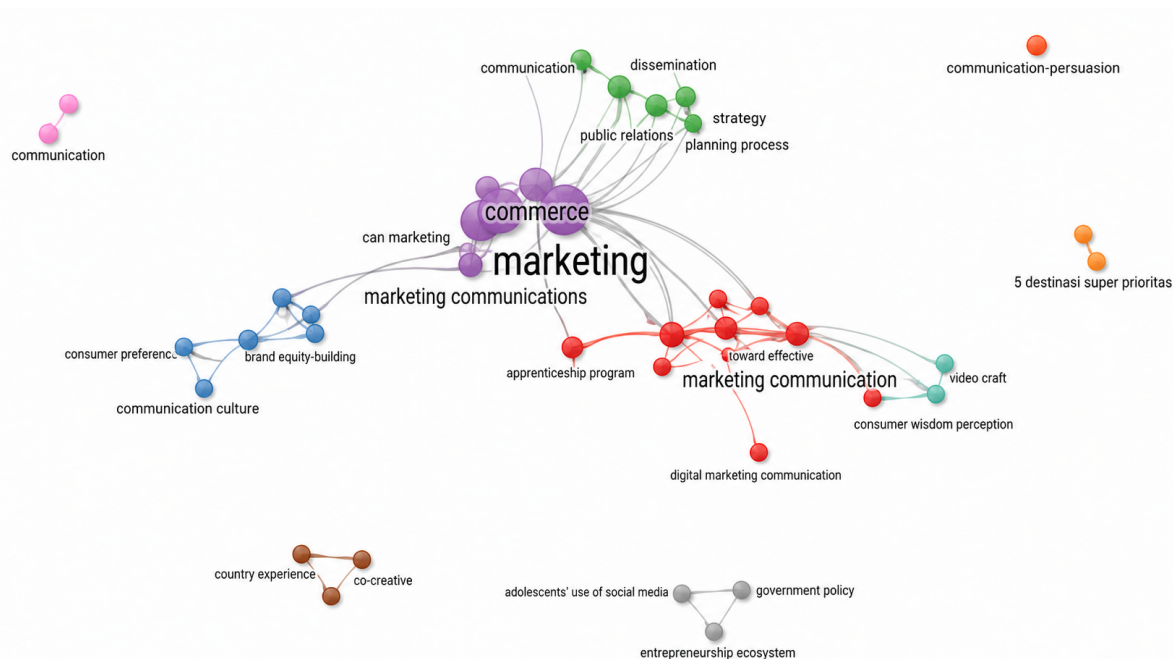 communication
dissemination
communication-persuasion
strategy
public relations
planning process
communication
commerce
can marketing
marketing
5 destinasi super prioritas
marketing communications
consumer preference
brand equity-building
toward effective
apprenticeship program
marketing communication
video craft
communication culture
consumer wisdom perception
digital marketing communication
country experience
co-creative
adolescents' use of social media
government policy
entrepreneurship ecosystem